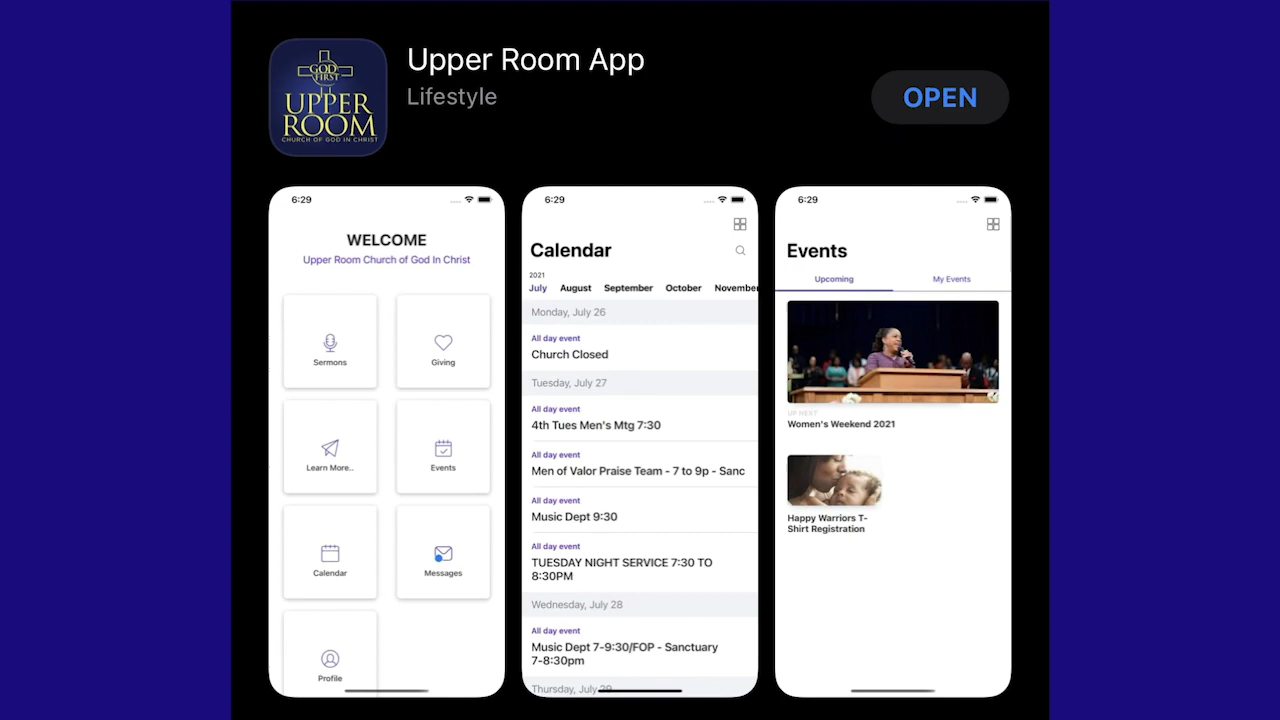 GOD
FIRST
UPPER
ROOM
CHURCH OF GOD IN CHRIST
Upper Room App
Lifestyle
OPEN
6:29
WELCOME
Upper Room Church of God In Christ
Sermons
Giving
Learn More..
Events
Calendar
Messages
Profile
6:29
Calendar
2021
July August September October November
Monday, July 26
All day event
Church Closed
Tuesday, July 27
All day event
4th Tues Men's Mtg 7:30
All day event
Men of Valor Praise Team - 7 to 9p - Sanc
All day event
Music Dept 9:30
All day event
TUESDAY NIGHT SERVICE 7:30 TO
8:30PM
Wednesday, July 28
All day event
Music Dept 7-9:30/FOP - Sanctuary
7-8:30pm
Thursday, July 29
6:29
Events
Upcoming My Events
UP NEXT
Women's Weekend 2021
Happy Warriors T-
Shirt Registration